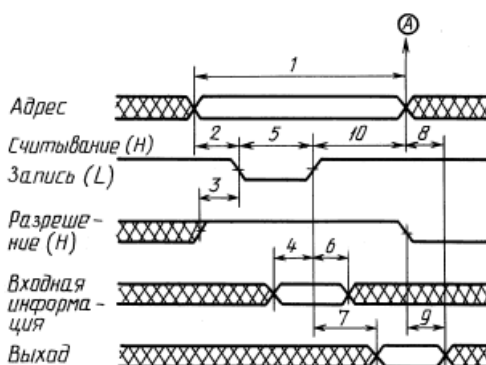 А
1
Адрес
2 5 10 8
Считывание (Н)
Запись (L)
3
Разреше-
ние (Н)
4 6
Входная
информа-
ция
7 9
Выход